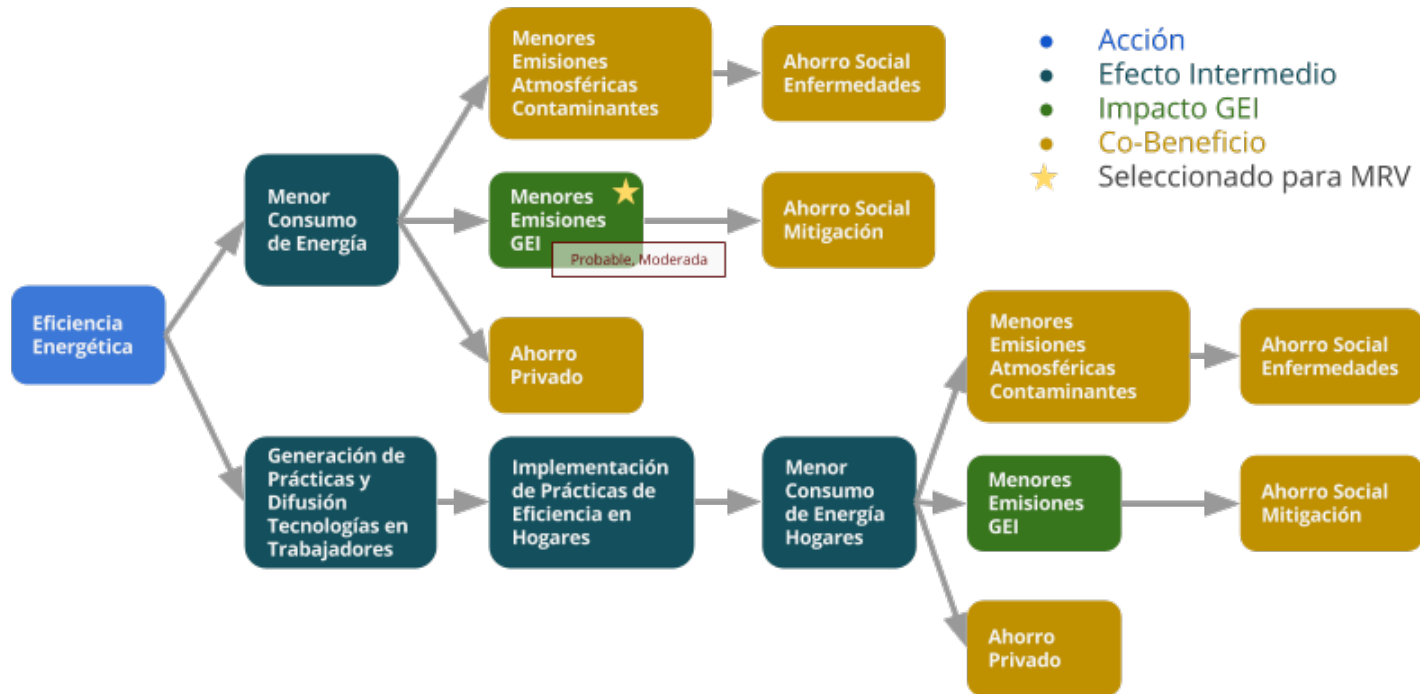 Menores
Emisiones
Atmosféricas
Contaminantes
Ahorro Social
Enfermedades
Acción
Efecto Intermedio
Impacto GEI
Co-Beneficio
Seleccionado para MRV
Menor
Consumo
de Energía
Menores
Emisiones
GEI
Probable, Moderada
Ahorro Social
Mitigación
Eficiencia
Energética
Ahorro
Privado
Menores
Emisiones
Atmosféricas
Contaminantes
Ahorro Social
Enfermedades
Generación de
Prácticas y
Difusión
Tecnologías en
Trabajadores
Implementación
de Prácticas de
Eficiencia en
Hogares
Menor
Consumo
de Energía
Hogares
Menores
Emisiones
GEI
Ahorro Social
Mitigación
Ahorro
Privado